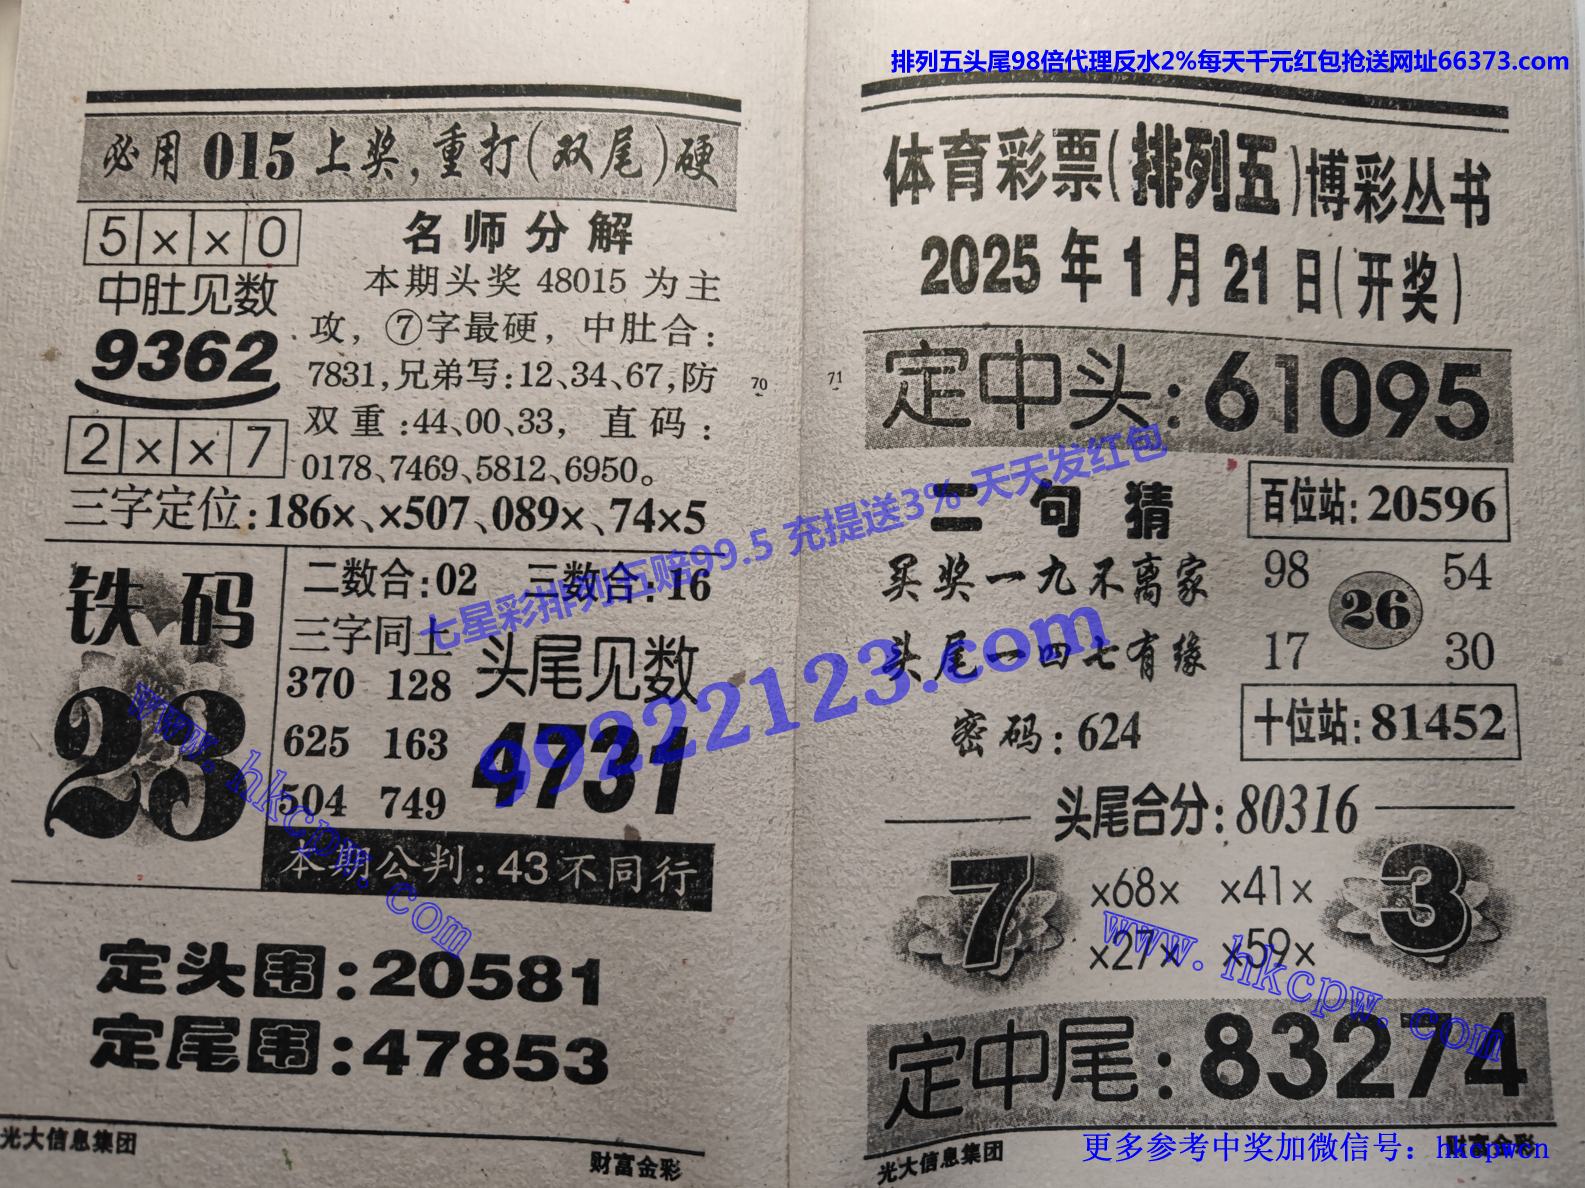 排列五头尾98倍代理反水2%每天千元红包抢送网址66373.com
必用015上奖,重打(双尾)硬
5××0
中肚见数
9362
2××7
名师分解
本期头奖48015为主
攻,⑦字最硬,中肚合:
7831,兄弟写:12、34、67,防
双重:44、00、33,直码:
0178、7469、5812、6950。
三字定位:186×、×507、089×、74×5
铁码
23
二数合:02 三数合:16
三字同上
370 128
625 163
504 749
头尾见数
4731
本期公判:43不同行
定头围:20581
定尾围:47853
光大信息集团
财富金彩
70
71
体育彩票(排列五)博彩丛书
2025年1月21日(开奖)
定中头:61095
二句猜
买奖一九不离家
头尾一四七有缘
密码:624
百位站:20596
98 54
26
17 30
十位站:81452
头尾合分:80316
7
×68× ×41×
×27× ×59×
3
定中尾:83274
光大信息集团
财富金彩
七星彩排列五赔99.5 充提送3% 天天发红包
99322123.com
www.hkcpw.com
www.hkcpw.com
更多参考中奖加微信号：hkcpwcn